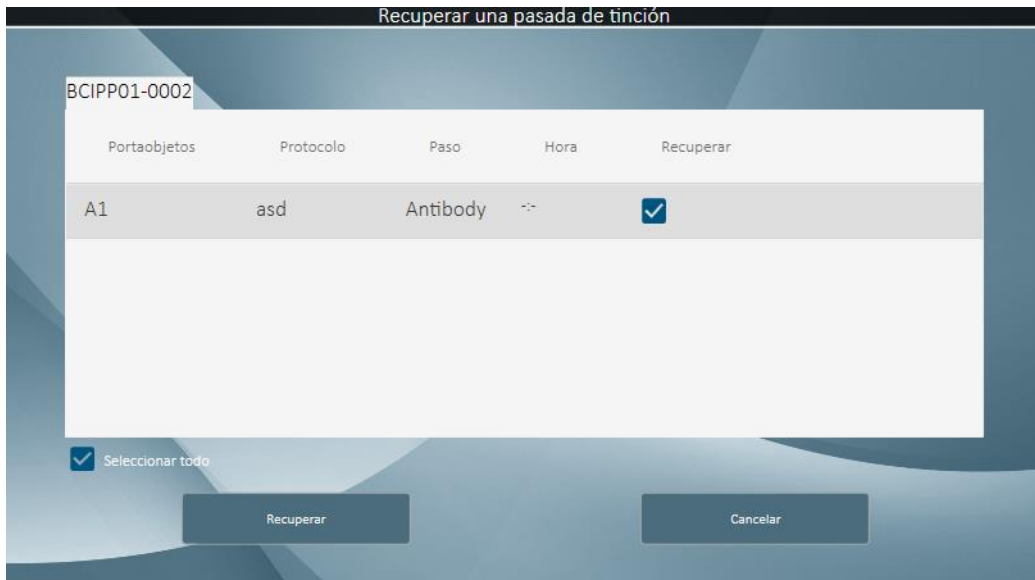 Recuperar una pasada de tinción
BCIPP01-0002
Portaobjetos Protocolo Paso Hora Recuperar
A1 asd Antibody -:-
Seleccionar todo
Recuperar Cancelar